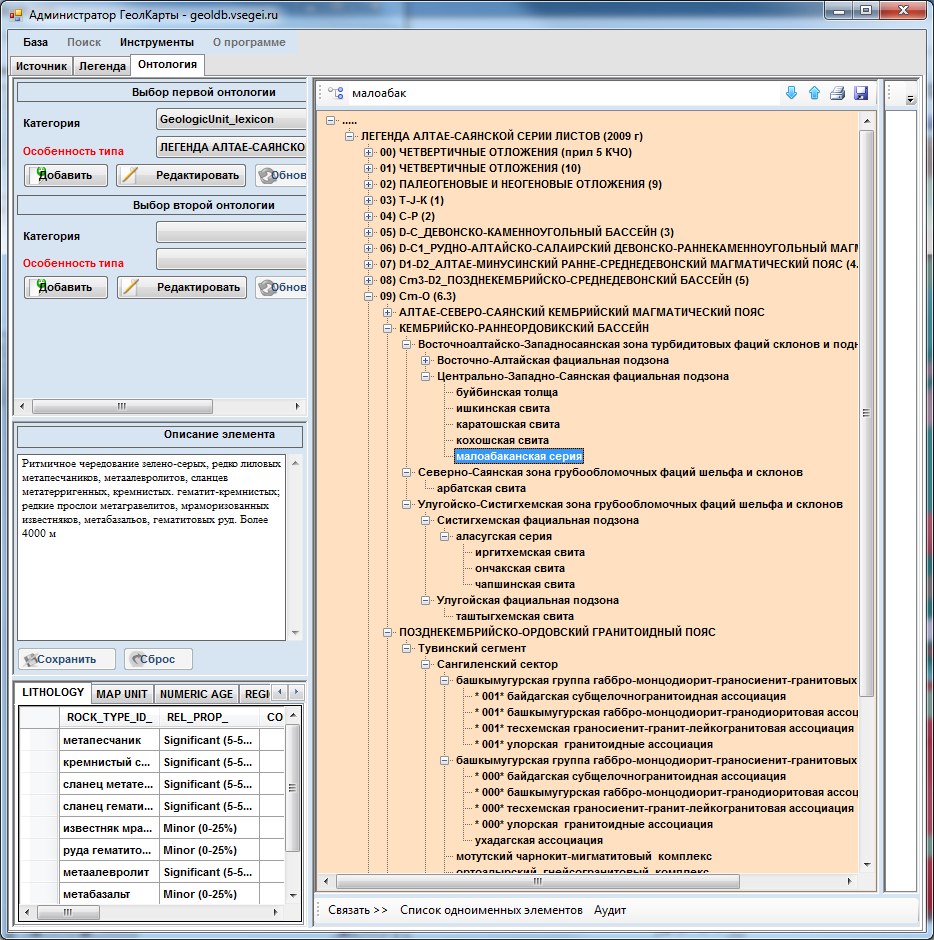 Администратор ГеолКарты - geoldb.vsegei.ru
База Поиск Инструменты О программе
Источник Легенда Онтология
Выбор первой онтологии
Категория GeologicUnit_lexicon
Особенность типа ЛЕГЕНДА АЛТАЕ-САЯНСКО
Добавить Редактировать Обнов
Выбор второй онтологии
Категория
Особенность типа
Добавить Редактировать Обнов
Описание элемента
Ритмичное чередование зелено-серых, редко лиловых
метапесчаников, метаалевролитов, сланцев
метатерригенных, кремнистых. гематит-кремнистых;
редкие прослои метагравелитов, мраморизованных
известняков, метабазальов, гематитовых руд. Более
4000 м
Сохранить Сброс
LITHOLOGY MAP UNIT NUMERIC AGE REGI
ROCK_TYPE_ID_ REL_PROP_ CO
метапесчаник Significant (5-5...
кремнистый с... Significant (5-5...
сланец метате... Significant (5-5...
сланец гемати... Significant (5-5...
известняк мра... Minor (0-25%)
руда гематито... Minor (0-25%)
метаалевролит Significant (5-5...
метабазальт Minor (0-25%)
малоабак
.....
ЛЕГЕНДА АЛТАЕ-САЯНСКОЙ СЕРИИ ЛИСТОВ (2009 г)
00) ЧЕТВЕРТИЧНЫЕ ОТЛОЖЕНИЯ (прил 5 КЧО)
01) ЧЕТВЕРТИЧНЫЕ ОТЛОЖЕНИЯ (10)
02) ПАЛЕОГЕНОВЫЕ И НЕОГЕНОВЫЕ ОТЛОЖЕНИЯ (9)
03) T-J-K (1)
04) C-P (2)
05) D-C_ДЕВОНСКО-КАМЕННОУГОЛЬНЫЙ БАССЕЙН (3)
06) D-C1_РУДНО-АЛТАЙСКО-САЛАИРСКИЙ ДЕВОНСКО-РАННЕКАМЕННОУГОЛЬНЫЙ МАГМ
07) D1-D2_АЛТАЕ-МИНУСИНСКИЙ РАННЕ-СРЕДНЕДЕВОНСКИЙ МАГМАТИЧЕСКИЙ ПОЯС (4.
08) Cm3-D2_ПОЗДНЕКЕМБРИЙСКО-СРЕДНЕДЕВОНСКИЙ БАССЕЙН (5)
09) Cm-O (6.3)
АЛТАЕ-СЕВЕРО-САЯНСКИЙ КЕМБРИЙСКИЙ МАГМАТИЧЕСКИЙ ПОЯС
КЕМБРИЙСКО-РАННЕОРДОВИКСКИЙ БАССЕЙН
Восточноалтайско-Западносаянская зона турбидитовых фаций склонов и подн
Восточно-Алтайская фациальная подзона
Центрально-Западно-Саянская фациальная подзона
буйбинская толща
ишкинская свита
каратошская свита
кохошская свита
малоабаканская серия
Северно-Саянская зона грубообломочных фаций шельфа и склонов
арбатская свита
Улугойско-Систигхемская зона грубообломочных фаций шельфа и склонов
Систигхемская фациальная подзона
аласугская серия
иргитхемская свита
ончакская свита
чапшинская свита
Улугойская фациальная подзона
таштыгхемская свита
ПОЗДНЕКЕМБРИЙСКО-ОРДОВСКИЙ ГРАНИТОИДНЫЙ ПОЯС
Тувинский сегмент
Сангиленский сектор
башкымугурская группа габбро-монцодиорит-граносиенит-гранитовых
* 001* байдагская субщелочногранитоидная ассоциация
* 001* башкымугурская габбро-монцодиорит-гранодиоритовая ассоц
* 001* тесхемская граносиенит-гранит-лейкогранитовая ассоциация
* 001* улорская гранитоидные ассоциация
башкымугурская группа габбро-монцодиорит-граносиенит-гранитовых
* 000* байдагская субщелочногранитоидная ассоциация
* 000* башкымугурская габбро-монцодиорит-гранодиоритовая ассоц
* 000* тесхемская граносиенит-гранит-лейкогранитовая ассоциация
* 000* улорская гранитоидные ассоциация
ухадагская ассоциация
мотутский чарнокит-мигматитовый комплекс
ортоадырский гнейсогранитовый комплекс
Связать >> Список одноименных элементов Аудит